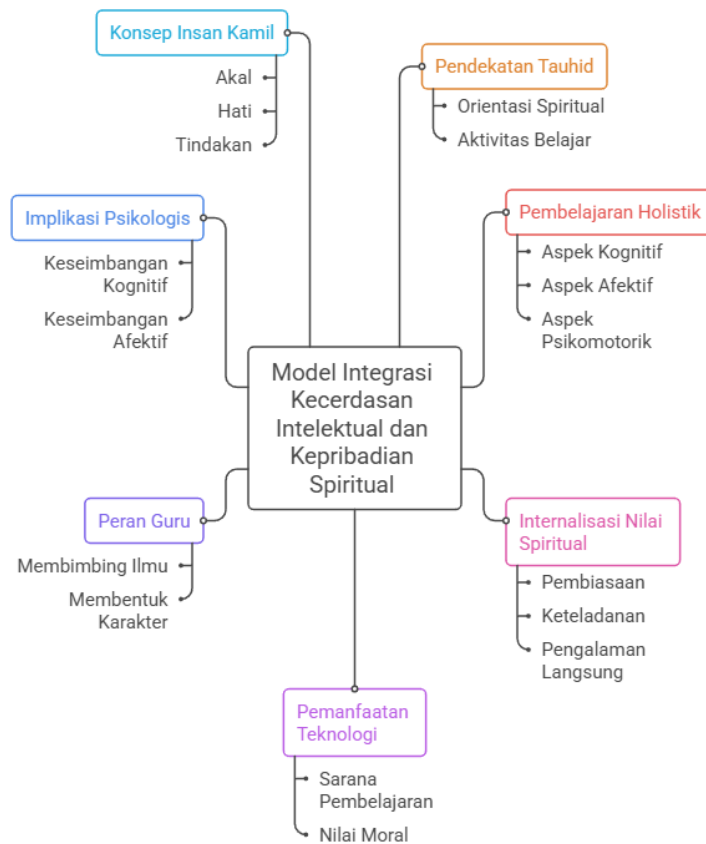 Konsep Insan Kamil
Akal
Hati
Tindakan
Pendekatan Tauhid
Orientasi Spiritual
Aktivitas Belajar
Implikasi Psikologis
Keseimbangan
Kognitif
Keseimbangan
Afektif
Pembelajaran Holistik
Aspek Kognitif
Aspek Afektif
Aspek
Psikomotorik
Model Integrasi
Kecerdasan
Intelektual dan
Kepribadian
Spiritual
Peran Guru
Membimbing Ilmu
Membentuk
Karakter
Internalisasi Nilai
Spiritual
Pembiasaan
Keteladanan
Pengalaman
Langsung
Pemanfaatan
Teknologi
Sarana
Pembelajaran
Nilai Moral